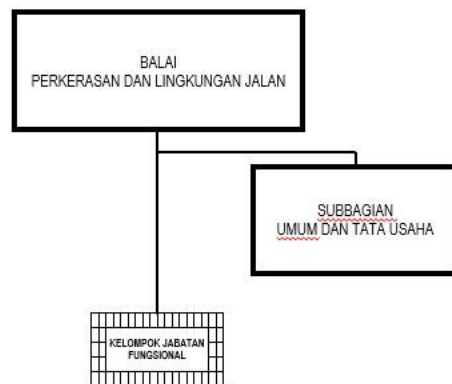 BALAI
PERKERASAN DAN LINGKUNGAN JALAN
SUBBAGIAN
UMUM DAN TATA USAHA
KELOMPOK JABATAN
FUNGSIONAL